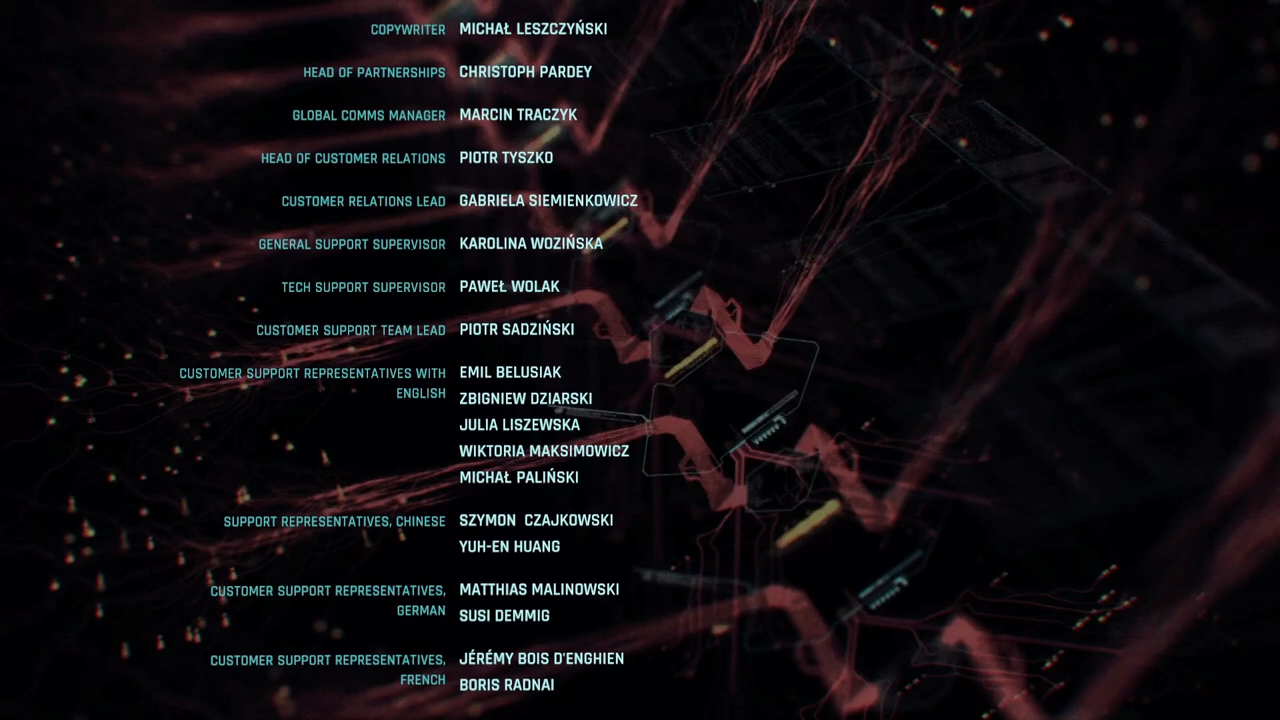 COPYWRITER MICHAŁ LESZCZYŃSKI
HEAD OF PARTNERSHIPS CHRISTOPH PARDEY
GLOBAL COMMS MANAGER MARCIN TRACZYK
HEAD OF CUSTOMER RELATIONS PIOTR TYSZKO
CUSTOMER RELATIONS LEAD GABRIELA SIEMIENKOWICZ
GENERAL SUPPORT SUPERVISOR KAROLINA WOZIŃSKA
TECH SUPPORT SUPERVISOR PAWEŁ WOLAK
CUSTOMER SUPPORT TEAM LEAD PIOTR SADZIŃSKI
CUSTOMER SUPPORT REPRESENTATIVES WITH EMIL BELUSIAK
ENGLISH ZBIGNIEW DZIARSKI
JULIA LISZEWSKA
WIKTORIA MAKSIMOWICZ
MICHAŁ PALIŃSKI
SUPPORT REPRESENTATIVES, CHINESE SZYMON CZAJKOWSKI
YUH-EN HUANG
CUSTOMER SUPPORT REPRESENTATIVES, MATTHIAS MALINOWSKI
GERMAN SUSI DEMMIG
CUSTOMER SUPPORT REPRESENTATIVES, JÉRÉMY BOIS D'ENGHIEN
FRENCH BORIS RADNAI